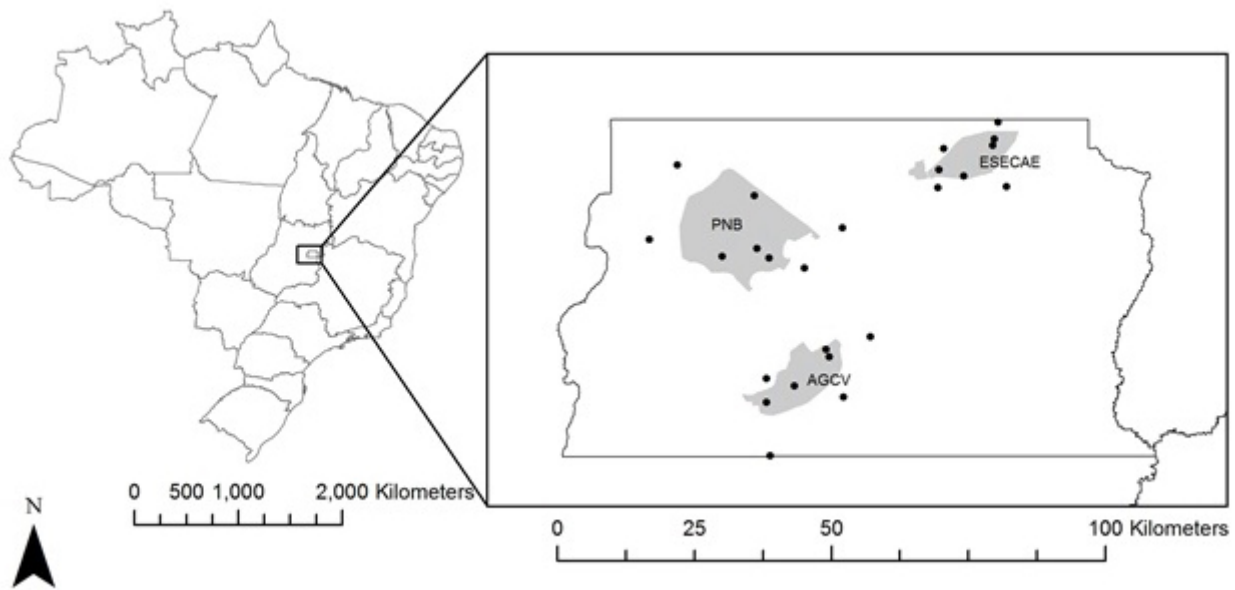 ESECAE
PNB
AGCV
0 500 1,000 2,000 Kilometers
N
0 25 50 100 Kilometers